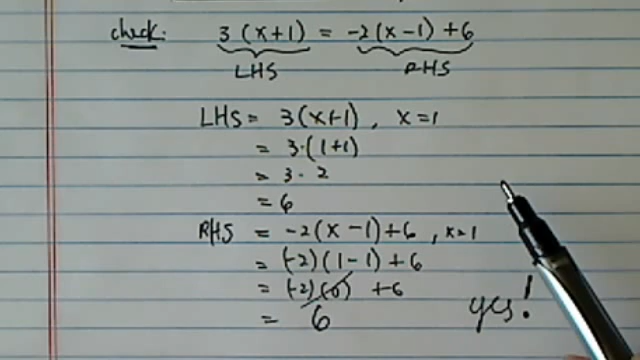 check: 3(x+1) = -2(x-1)+6
LHS RHS
LHS = 3(x+1), x=1
= 3·(1+1)
= 3·2
= 6
RHS = -2(x-1)+6, x=1
= (-2)(1-1)+6
= (-2)(0) +6
= 6 yes!